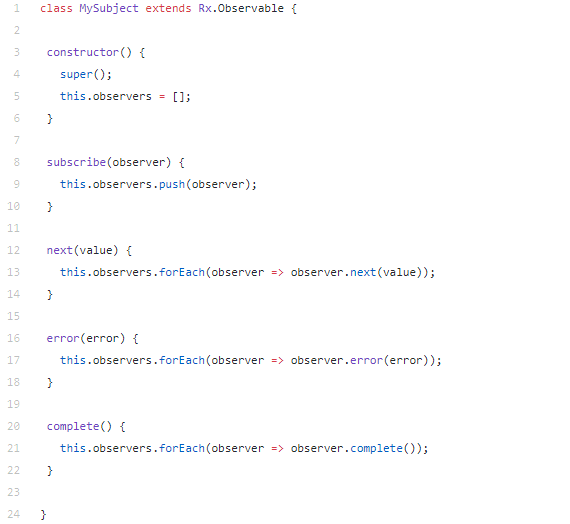 1 class MySubject extends Rx.Observable {
2
3 constructor() {
4 super();
5 this.observers = [];
6 }
7
8 subscribe(observer) {
9 this.observers.push(observer);
10 }
11
12 next(value) {
13 this.observers.forEach(observer => observer.next(value));
14 }
15
16 error(error) {
17 this.observers.forEach(observer => observer.error(error));
18 }
19
20 complete() {
21 this.observers.forEach(observer => observer.complete());
22 }
23
24 }